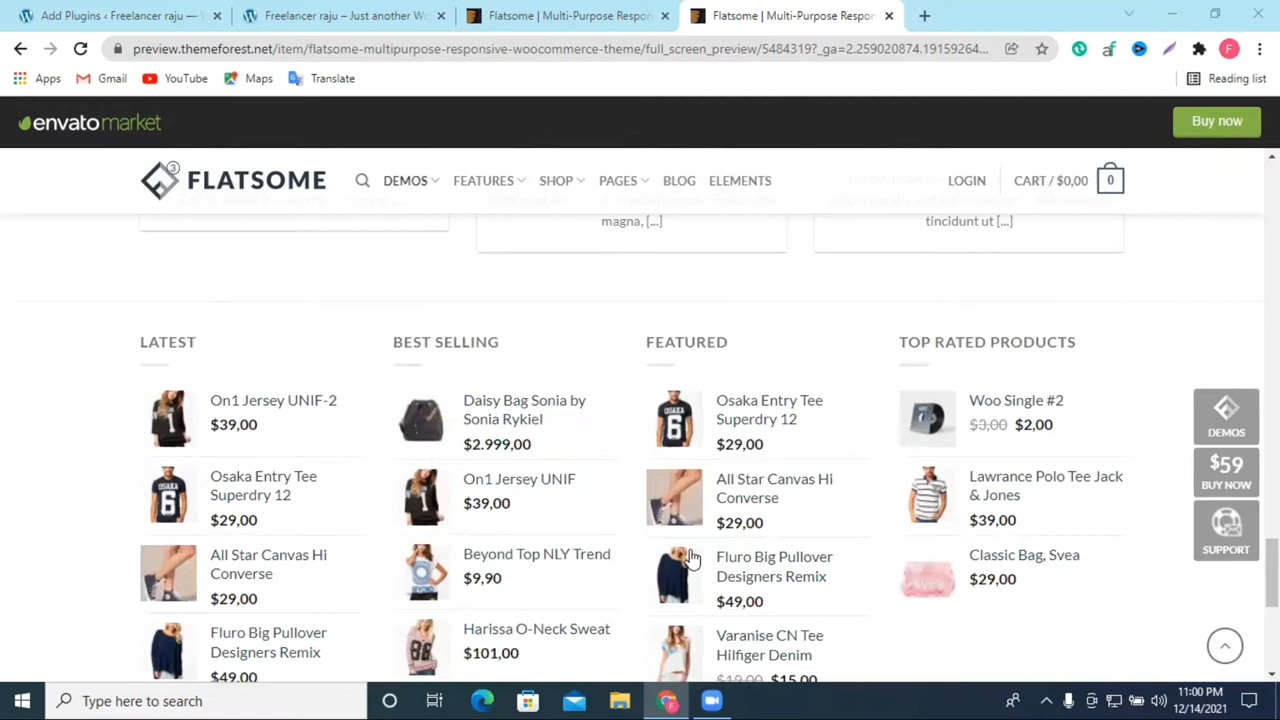 Add Plugins ‹ Freelancer raju —
Freelancer raju – Just another Wo
Flatsome | Multi-Purpose Respon
Flatsome | Multi-Purpose Respon
preview.themeforest.net/item/flatsome-multipurpose-responsive-woocommerce-theme/full_screen_preview/5484319?_ga=2.259020874.19159264...
F
Apps
Gmail
YouTube
Maps
Translate
Reading list
envatomarket
Buy now
3
FLATSOME
DEMOS
FEATURES
SHOP
PAGES
BLOG
ELEMENTS
LOGIN
CART / $0,00
0
magna, [...]
tincidunt ut [...]
LATEST
On1 Jersey UNIF-2
$39,00
Osaka Entry Tee
Superdry 12
$29,00
All Star Canvas Hi
Converse
$29,00
Fluro Big Pullover
Designers Remix
$49,00
BEST SELLING
Daisy Bag Sonia by
Sonia Rykiel
$2.999,00
On1 Jersey UNIF
$39,00
Beyond Top NLY Trend
$9,90
Harissa O-Neck Sweat
$101,00
FEATURED
Osaka Entry Tee
Superdry 12
$29,00
All Star Canvas Hi
Converse
$29,00
Fluro Big Pullover
Designers Remix
$49,00
Varanise CN Tee
Hilfiger Denim
$19,00 $15,00
TOP RATED PRODUCTS
Woo Single #2
$3,00 $2,00
Lawrance Polo Tee Jack
& Jones
$39,00
Classic Bag, Svea
$29,00
DEMOS
$59
BUY NOW
SUPPORT
Type here to search
11:00 PM
12/14/2021